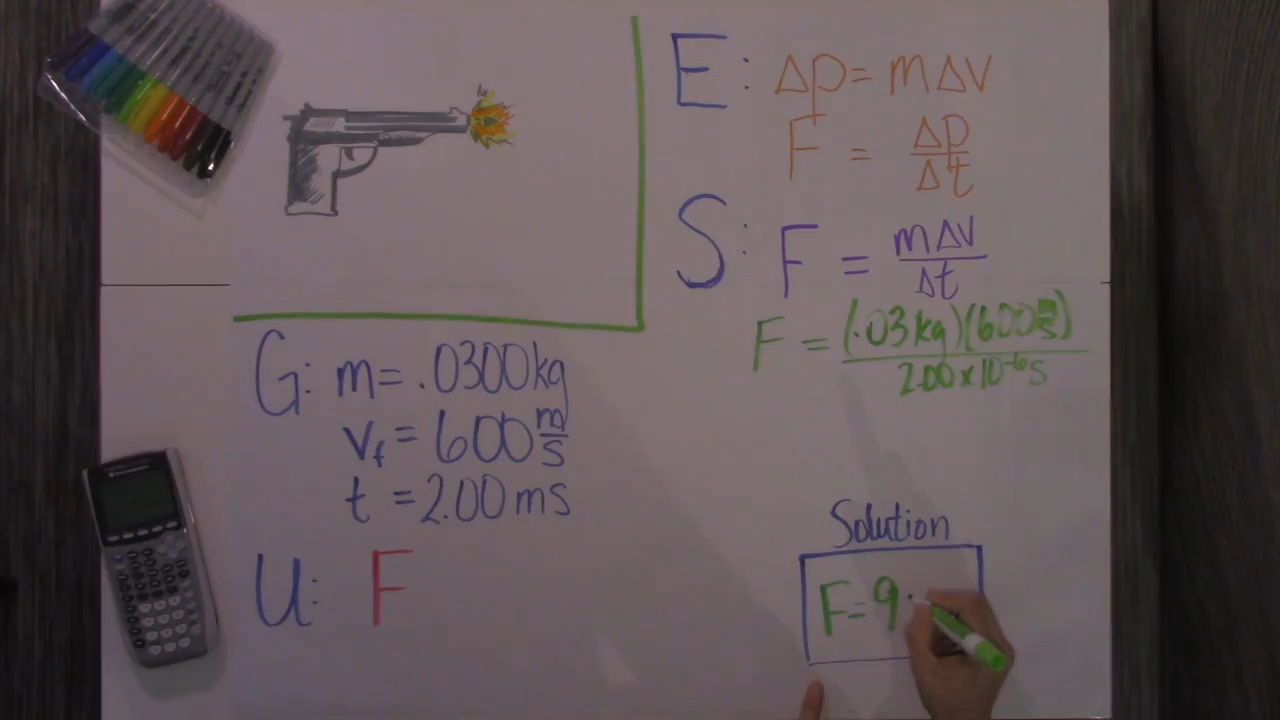 E: Δp = mΔv
F = Δp/Δt
S: F = mΔv/Δt
F = (.03 kg)(600 m/s)/2.00 x 10⁻⁶ s
G: m = .0300 kg
v_f = 600 m/s
t = 2.00 ms
U: F
Solution
F = 9.